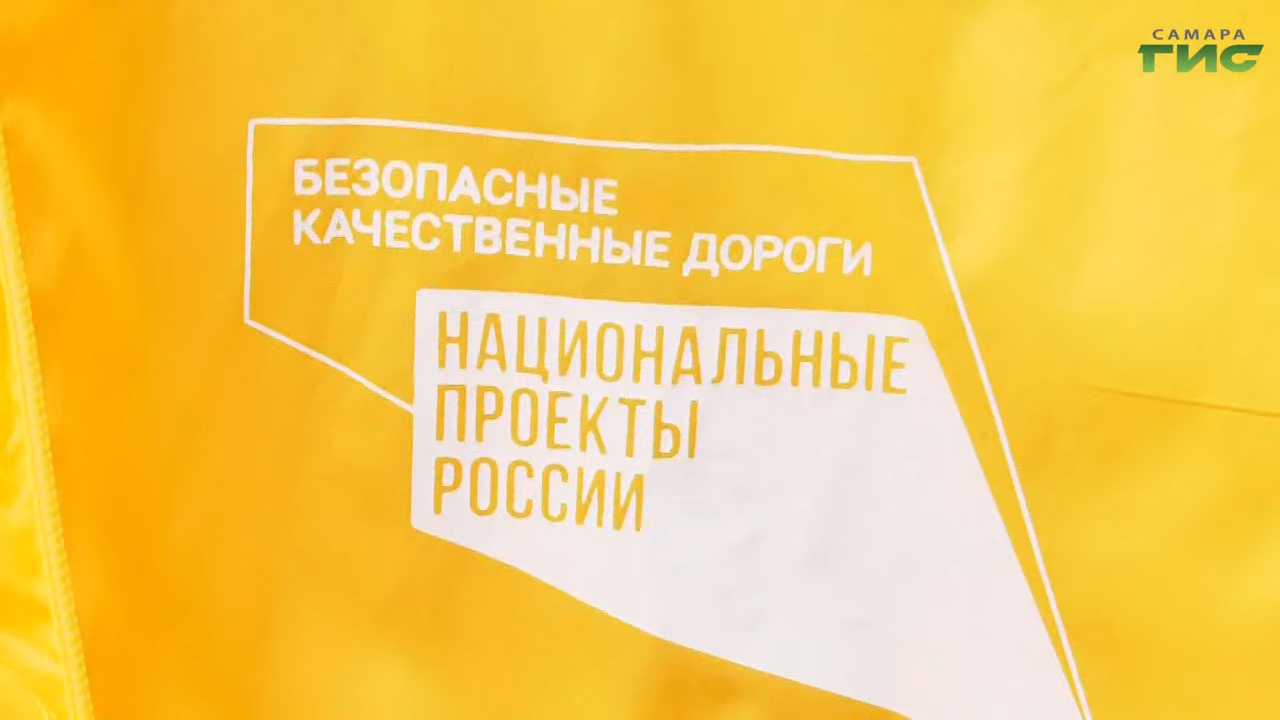 САМАРА
ГИС
БЕЗОПАСНЫЕ
КАЧЕСТВЕННЫЕ ДОРОГИ
НАЦИОНАЛЬНЫЕ
ПРОЕКТЫ
РОССИИ